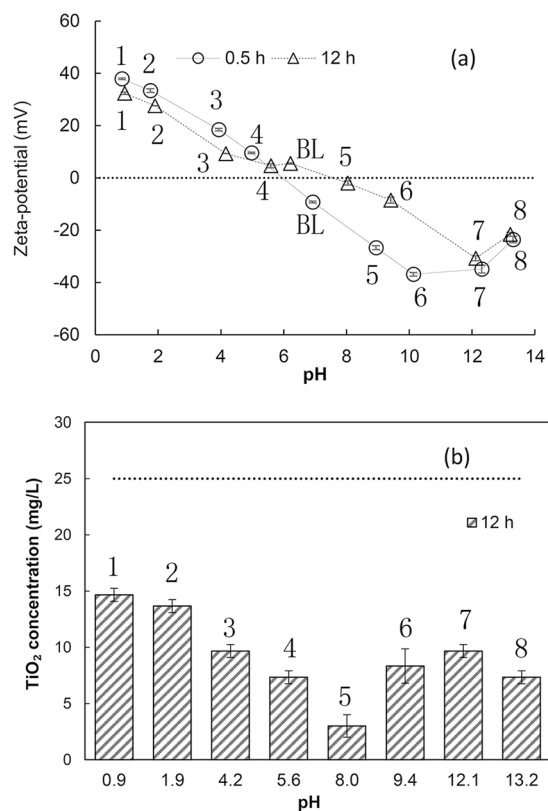 (a)
0.5 h 12 h
Zeta-potential (mV)
60
40
20
0
-20
-40
-60
1 2 3 4 BL 5 6 7 8
1 2 3 4 BL 5 6 7 8
0 2 4 6 8 10 12 14
pH
(b)
12 h
TiO₂ concentration (mg/L)
30
25
20
15
10
5
0
1 2 3 4 5 6 7 8
0.9 1.9 4.2 5.6 8.0 9.4 12.1 13.2
pH